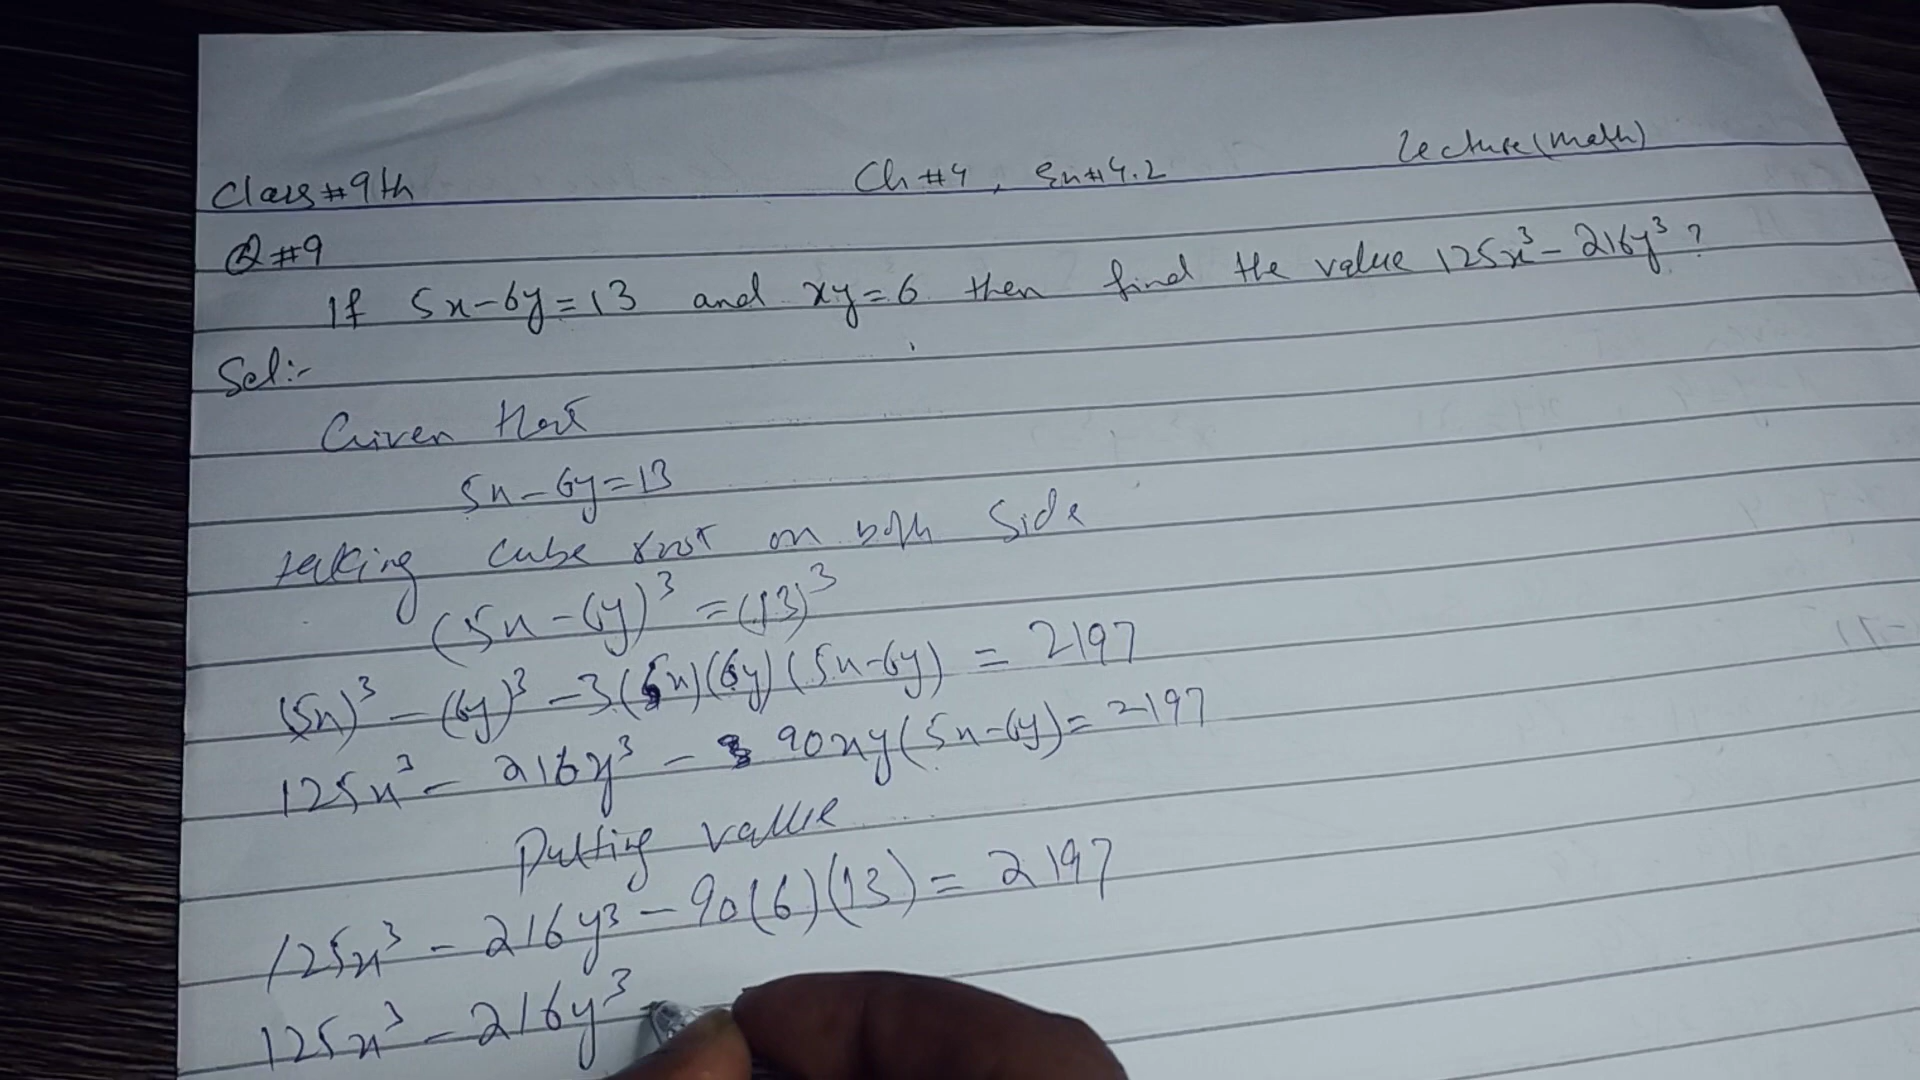 Class #9th Ch #4, Ex#4.2 Lecture(math)
Q #9
If 5x-6y=13 and xy=6 then find the value 125x³-216y³?
Sol:-
Given that
5x-6y=13
taking cube root on both side
(5x-6y)³=(13)³
(5x)³-(6y)³-3(5x)(6y)(5x-6y) = 2197
125x³-216y³-90xy(5x-6y)=2197
Putting value
125x³-216y³-90(6)(13)=2197
125x³-216y³